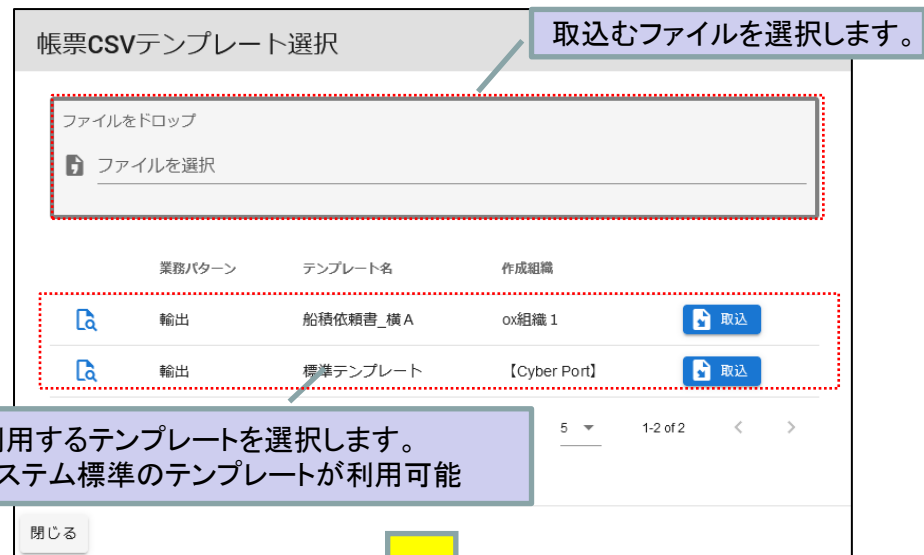 帳票CSVテンプレート選択
取込むファイルを選択します。
ファイルをドロップ
ファイルを選択
業務パターン テンプレート名 作成組織
輸出 船積依頼書_横A ox組織1 取込
輸出 標準テンプレート 【Cyber Port】 取込
用するテンプレートを選択します。
ステム標準のテンプレートが利用可能
5 1-2 of 2
閉じる